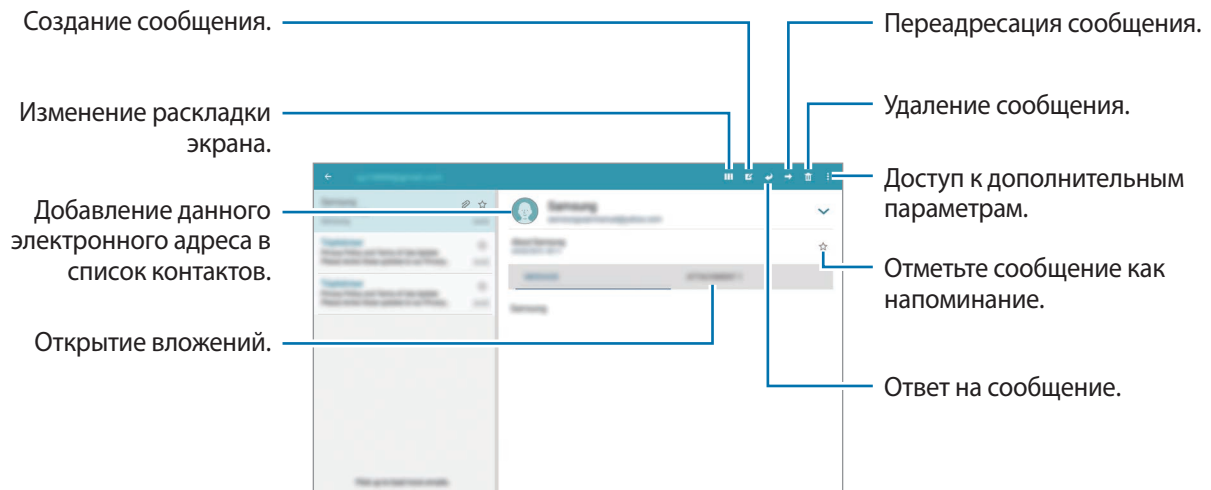 Создание сообщения.
Переадресация сообщения.
Изменение раскладки
экрана.
Удаление сообщения.
Доступ к дополнительным
параметрам.
Добавление данного
электронного адреса в
список контактов.
Samsung
Отметьте сообщение как
напоминание.
Открытие вложений.
Samsung
Ответ на сообщение.